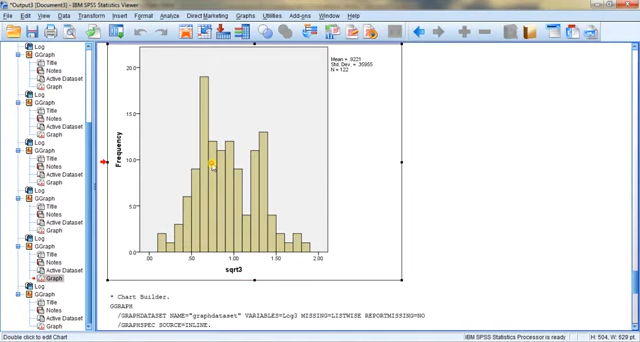 *Output3 [Document3] - IBM SPSS Statistics Viewer
File Edit View Data Transform Insert Format Analyze Direct Marketing Graphs Utilities Add-ons Window Help
Log
GGraph
Title
Notes
Active Dataset
Graph
Log
GGraph
Title
Notes
Active Dataset
Graph
Log
GGraph
Title
Notes
Active Dataset
Graph
Log
GGraph
Title
Notes
Active Dataset
Graph
Log
GGraph
Title
Notes
Active Dataset
Graph
Log
GGraph
Title
Notes
Active Dataset
Graph
Mean = .9221
Std. Dev. = .35955
N = 122
Frequency
20.0
15.0
10.0
5.0
0.0
.00 .50 1.00 1.50 2.00
sqrt3
* Chart Builder.
GGRAPH
/GRAPHDATASET NAME="graphdataset" VARIABLES=Log3 MISSING=LISTWISE REPORTMISSING=NO
/GRAPHSPEC SOURCE=INLINE.
Double click to edit Chart
IBM SPSS Statistics Processor is ready
H: 504, W: 629 pt.